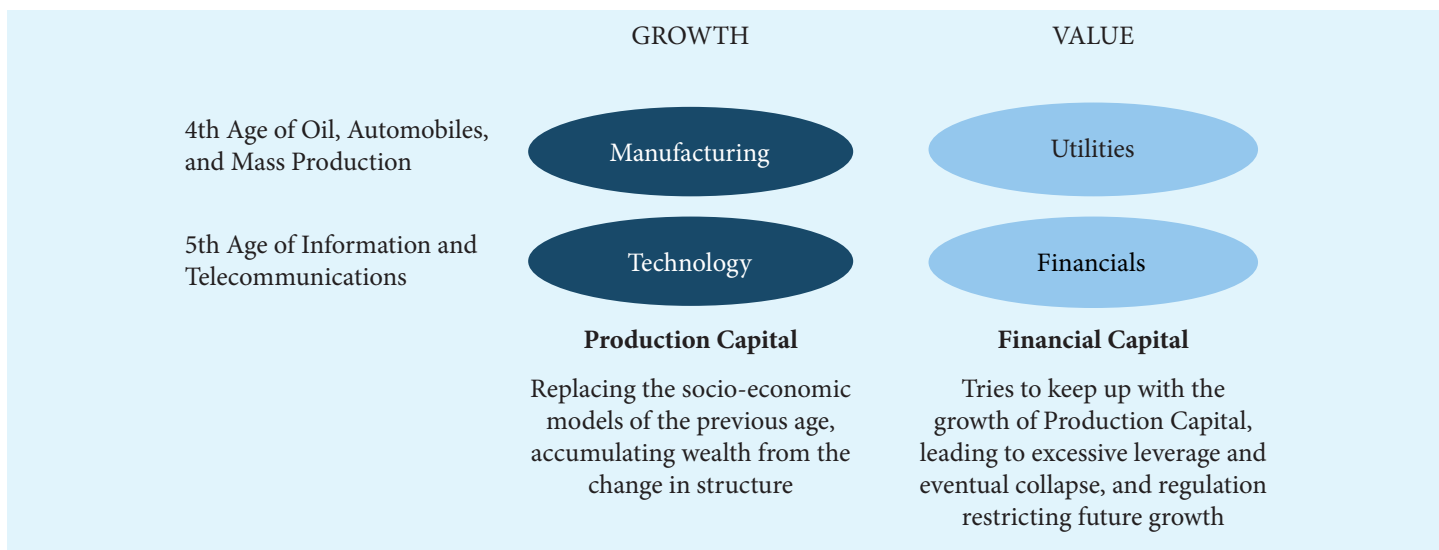 GROWTH
VALUE
4th Age of Oil, Automobiles,
and Mass Production
Manufacturing
Utilities
5th Age of Information and
Telecommunications
Technology
Financials
Production Capital
Replacing the socio-economic
models of the previous age,
accumulating wealth from the
change in structure
Financial Capital
Tries to keep up with the
growth of Production Capital,
leading to excessive leverage and
eventual collapse, and regulation
restricting future growth